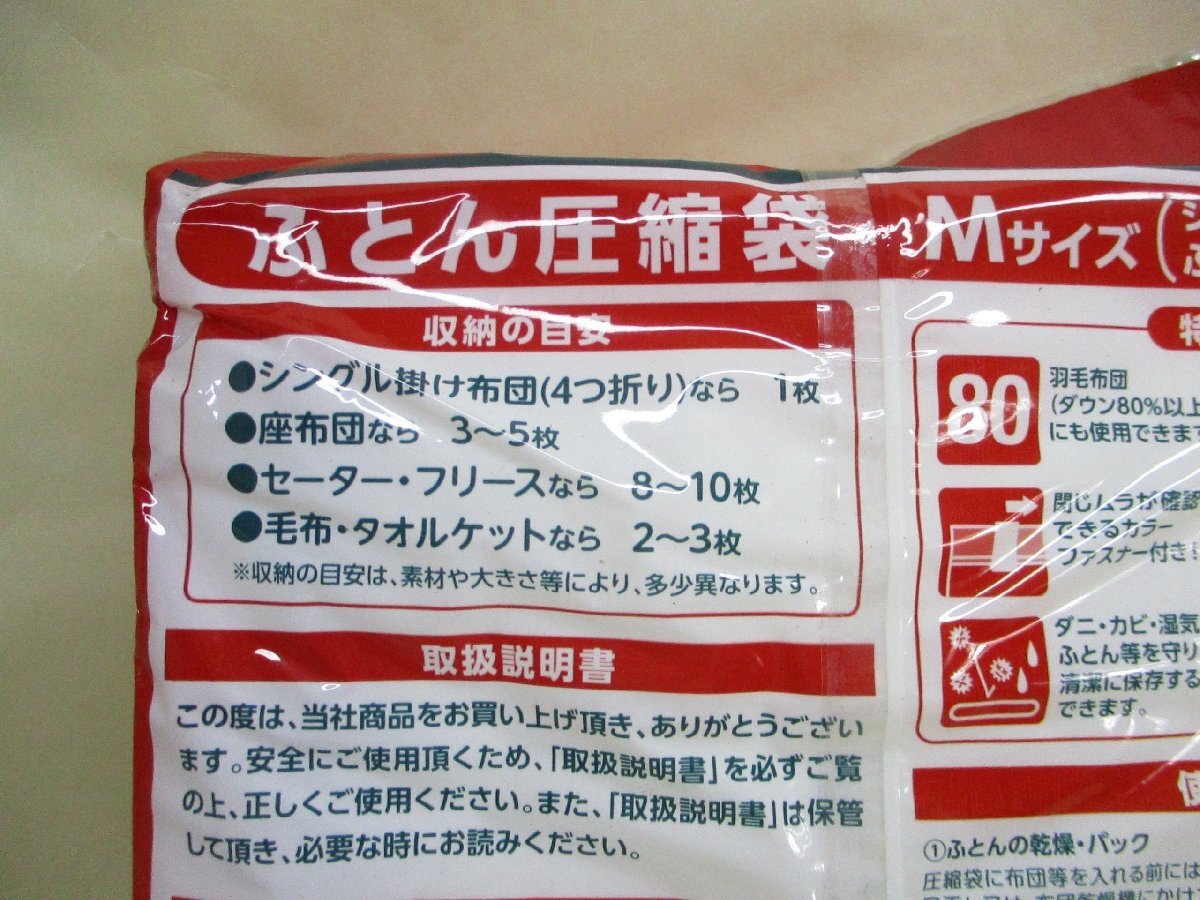 ふとん圧縮袋 Mサイズ
収納の目安
●シングル掛け布団(4つ折り)なら 1枚
●座布団なら 3〜5枚
●セーター・フリースなら 8〜10枚
●毛布・タオルケットなら 2〜3枚
※収納の目安は、素材や大きさ等により、多少異なります。
取扱説明書
この度は、当社商品をお買い上げ頂き、ありがとうござい
ます。安全にご使用頂くため、「取扱説明書」を必ずご覧
の上、正しくご使用ください。また、「取扱説明書」は保管
して頂き、必要な時にお読みください。
特
80
羽毛布団
(ダウン80%以上
にも使用できます
閉じムラが確認
できるカラー
ファスナー付き
ダニ・カビ・湿気
ふとん等を守り
清潔に保存する
できます。
使
①ふとんの乾燥・パック
圧縮袋に布団等を入れる前には